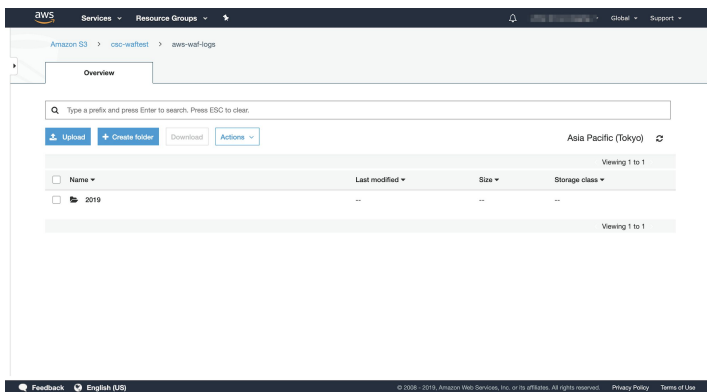 aws Services Resource Groups Global Support
Amazon S3 > csc-waftest > aws-waf-logs
Overview
Type a prefix and press Enter to search. Press ESC to clear.
Upload + Create folder Download Actions Asia Pacific (Tokyo)
Viewing 1 to 1
Name Last modified Size Storage class
2019 -- -- --
Viewing 1 to 1
Feedback English (US) © 2008 - 2019, Amazon Web Services, Inc. or its affiliates. All rights reserved. Privacy Policy Terms of Use